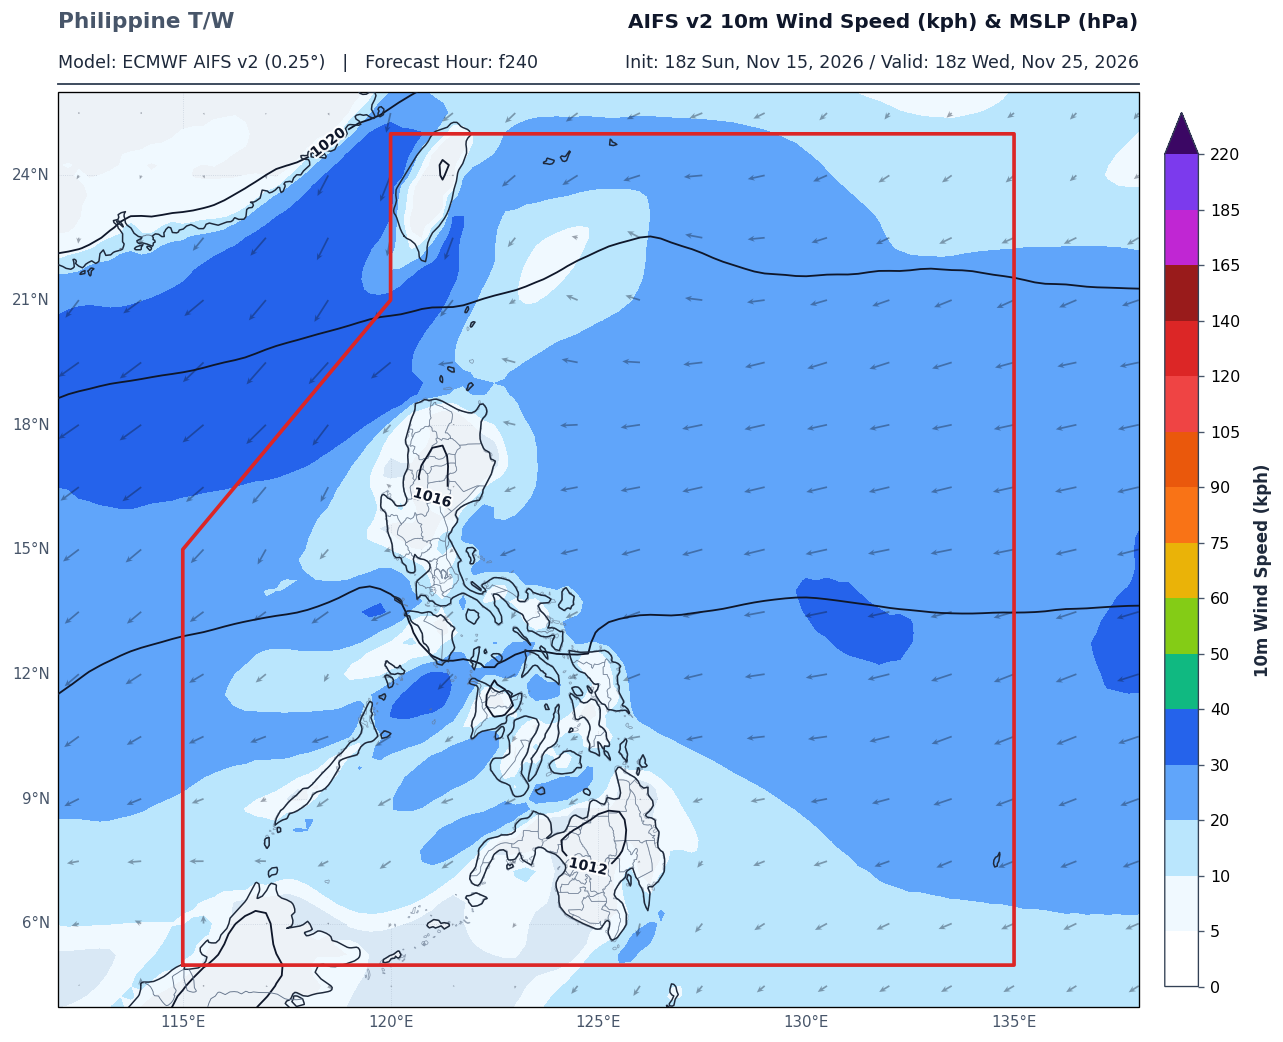 Philippine T/W
AIFS v2 10m Wind Speed (kph) & MSLP (hPa)
Model: ECMWF AIFS v2 (0.25°) | Forecast Hour: f240
Init: 18z Sun, Nov 15, 2026 / Valid: 18z Wed, Nov 25, 2026
1020
1016
1012
24°N
21°N
18°N
15°N
12°N
9°N
6°N
115°E
120°E
125°E
130°E
135°E
220
185
165
140
120
105
90
75
60
50
40
30
20
10
5
0
10m Wind Speed (kph)